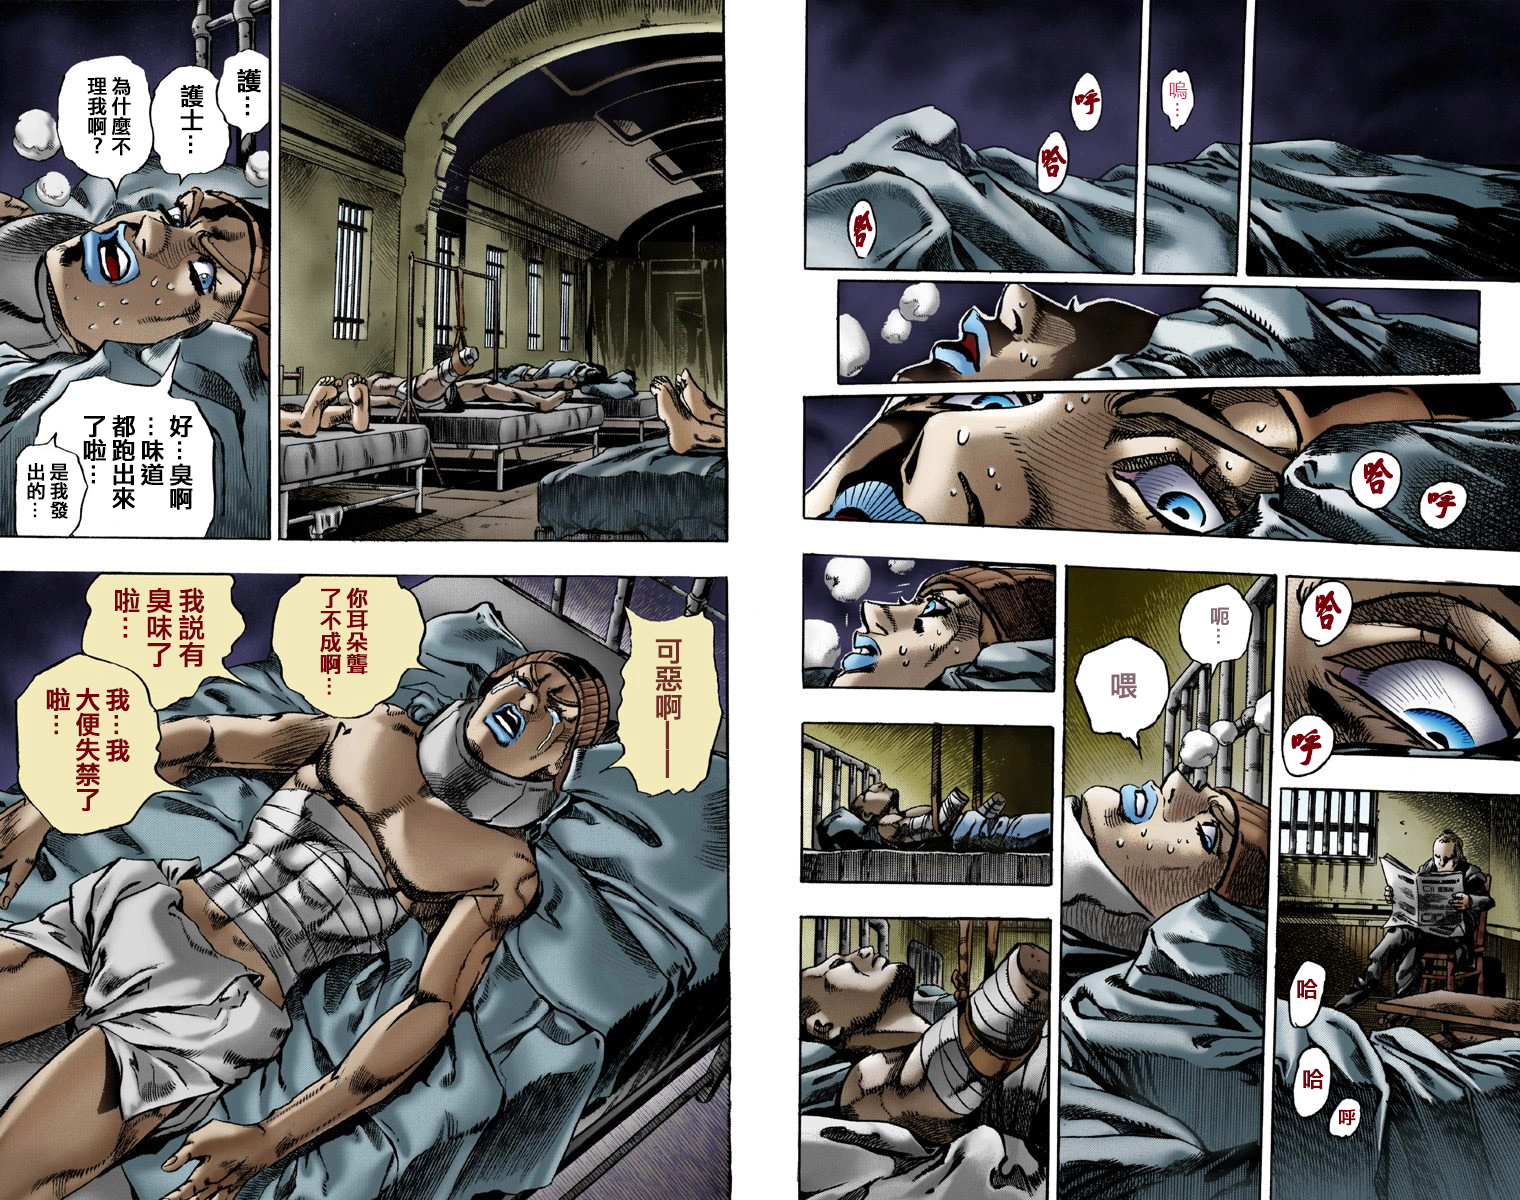 嗚…
呼
哈
哈
哈
呼
哈
呼
呃…
喂
哈
哈
呼
護…
護士…
為什麼不
理我啊？
好…臭啊
…味道
都跑出來
了啦…
是我發
出的…
可惡啊——
你耳朵聾
了不成啊…
我說有
臭味了
啦…
我…我
大便失禁了
啦…